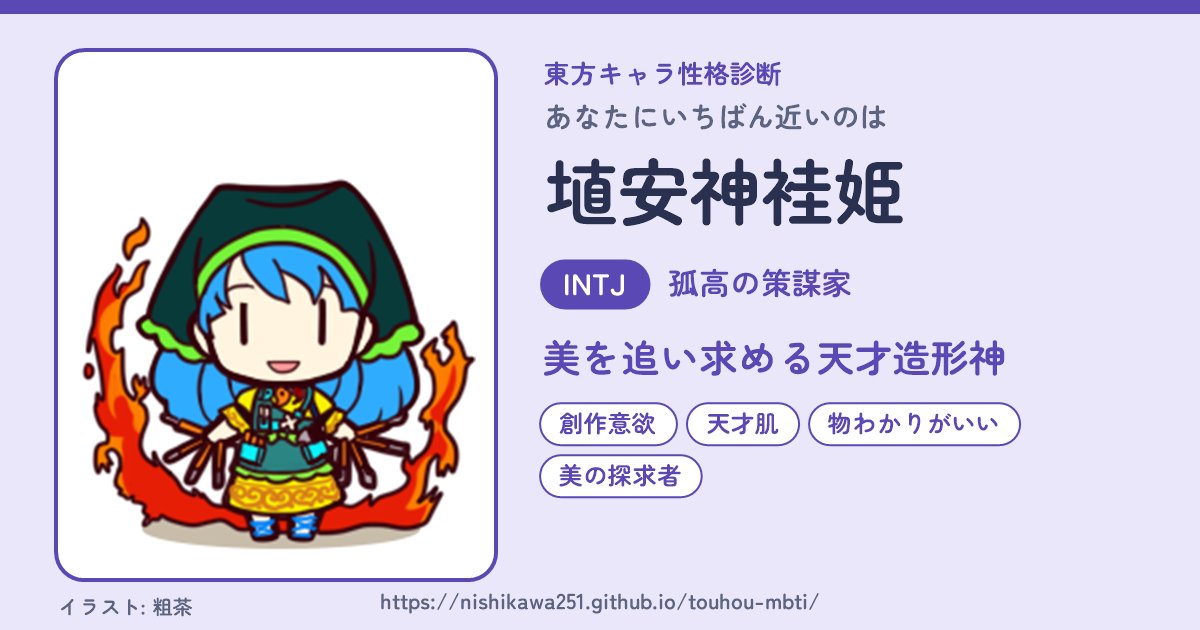 東方キャラ性格診断
あなたにいちばん近いのは
埴安神袿姫
INTJ 孤高の策謀家
美を追い求める天才造形神
創作意欲 天才肌 物わかりがいい
美の探求者
イラスト: 粗茶 https://nishikawa251.github.io/touhou-mbti/